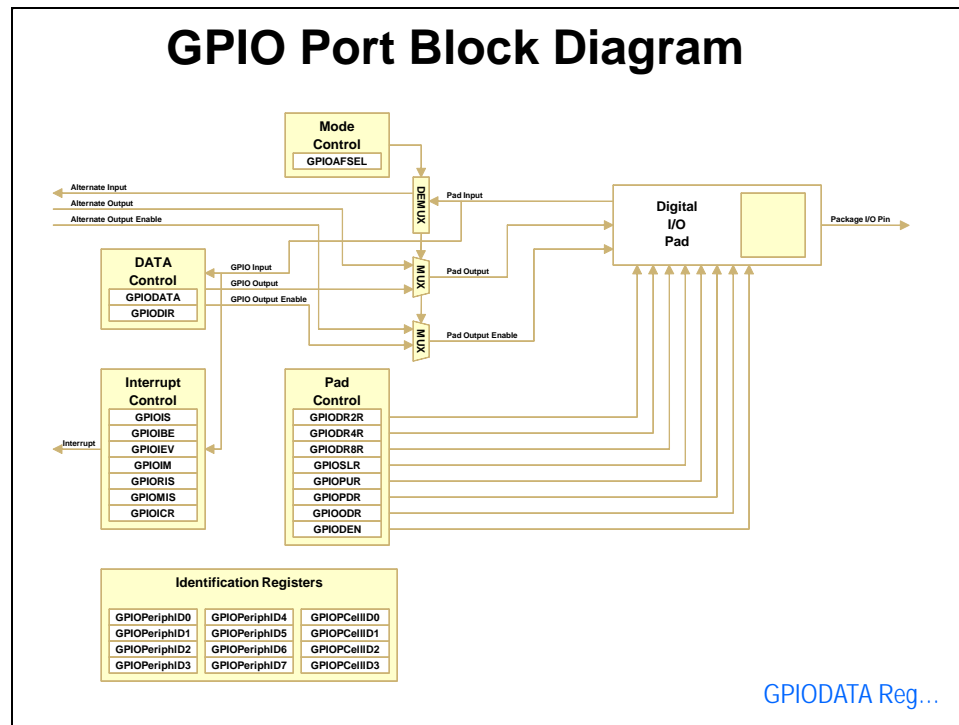 GPIO Port Block Diagram
Mode
Control
GPIOAFSEL
Alternate Input
Alternate Output
Alternate Output Enable
DEMUX
Pad Input
Digital
I/O
Pad
Package I/O Pin
DATA
Control
GPIODATA
GPIODIR
GPIO Input
GPIO Output
GPIO Output Enable
MUX
Pad Output
MUX
Pad Output Enable
Interrupt
Control
GPIOIS
GPIOIBE
GPIOIEV
GPIOIM
GPIORIS
GPIOMIS
GPIOICR
Interrupt
Pad
Control
GPIODR2R
GPIODR4R
GPIODR8R
GPIOSLR
GPIOPUR
GPIOPDR
GPIOODR
GPIODEN
Identification Registers
GPIOPeriphID0
GPIOPeriphID1
GPIOPeriphID2
GPIOPeriphID3
GPIOPeriphID4
GPIOPeriphID5
GPIOPeriphID6
GPIOPeriphID7
GPIOPCellID0
GPIOPCellID1
GPIOPCellID2
GPIOPCellID3
GPIODATA Reg...